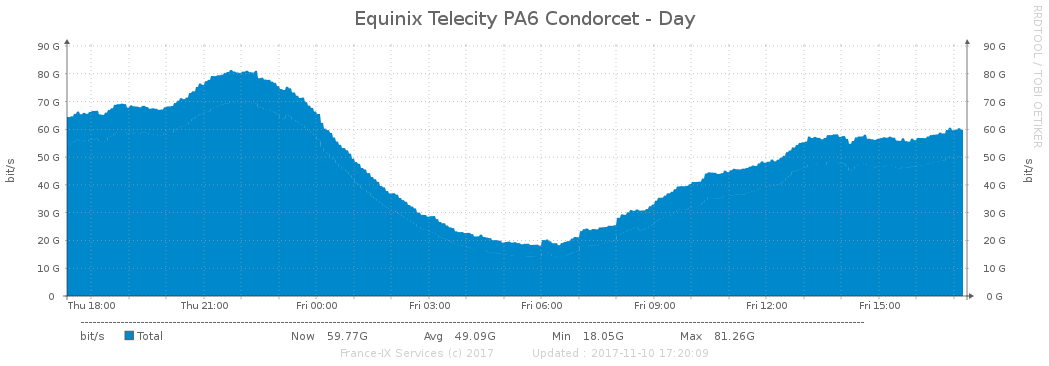 Equinix Telecity PA6 Condorcet - Day
RRDTOOL / TOBI OETIKER
90 G 90 G
80 G 80 G
70 G 70 G
60 G 60 G
50 G 50 G
40 G 40 G
30 G 30 G
20 G 20 G
10 G 10 G
0 0 G
bit/s
bit/s
Thu 18:00 Thu 21:00 Fri 00:00 Fri 03:00 Fri 06:00 Fri 09:00 Fri 12:00 Fri 15:00
bit/s Total Now 59.77G Avg 49.09G Min 18.05G Max 81.26G
France-IX Services (c) 2017 Updated : 2017-11-10 17:20:09